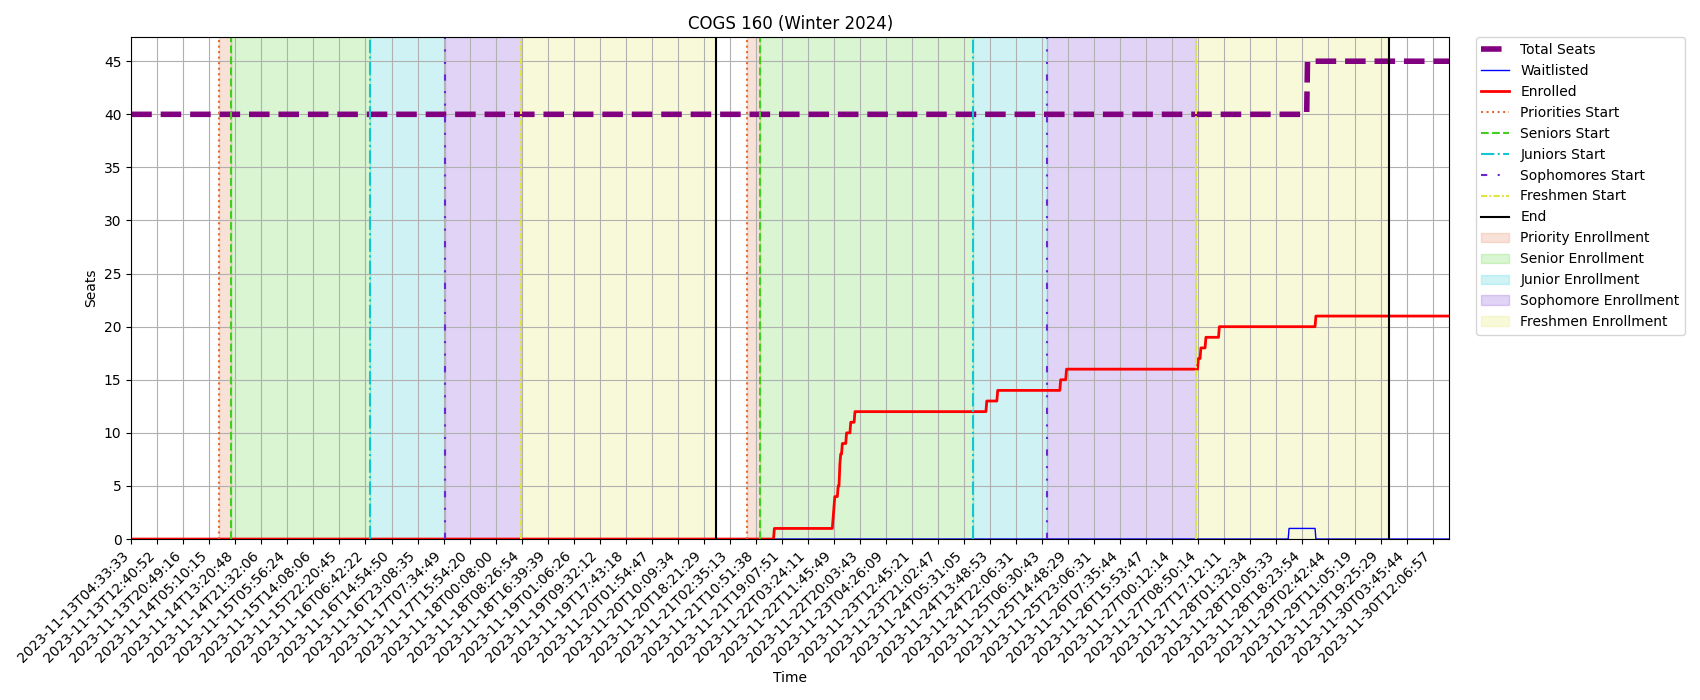 COGS 160 (Winter 2024)
Seats
45
40
35
30
25
20
15
10
5
0
2023-11-13T04:33:33
2023-11-13T12:40:52
2023-11-13T20:49:16
2023-11-14T05:10:15
2023-11-14T13:20:48
2023-11-14T21:32:06
2023-11-15T05:56:24
2023-11-15T14:08:06
2023-11-15T22:20:45
2023-11-16T06:42:22
2023-11-16T14:54:50
2023-11-16T23:08:35
2023-11-17T07:34:49
2023-11-17T15:54:20
2023-11-18T00:08:00
2023-11-18T08:26:54
2023-11-18T16:39:39
2023-11-19T01:06:26
2023-11-19T09:32:12
2023-11-19T17:43:18
2023-11-20T01:54:47
2023-11-20T10:09:34
2023-11-20T18:21:29
2023-11-21T02:35:13
2023-11-21T10:51:38
2023-11-21T19:07:51
2023-11-22T03:24:11
2023-11-22T11:45:49
2023-11-22T20:03:43
2023-11-23T04:26:09
2023-11-23T12:45:21
2023-11-23T21:02:47
2023-11-24T05:31:05
2023-11-24T13:48:53
2023-11-24T22:06:31
2023-11-25T06:30:43
2023-11-25T14:48:29
2023-11-25T23:06:31
2023-11-26T07:35:44
2023-11-26T15:53:47
2023-11-27T00:12:14
2023-11-27T08:50:14
2023-11-27T17:12:11
2023-11-28T01:32:34
2023-11-28T10:05:33
2023-11-28T18:23:54
2023-11-29T02:42:44
2023-11-29T11:05:19
2023-11-29T19:25:29
2023-11-30T03:45:44
2023-11-30T12:06:57
Time
Total Seats
Waitlisted
Enrolled
Priorities Start
Seniors Start
Juniors Start
Sophomores Start
Freshmen Start
End
Priority Enrollment
Senior Enrollment
Junior Enrollment
Sophomore Enrollment
Freshmen Enrollment